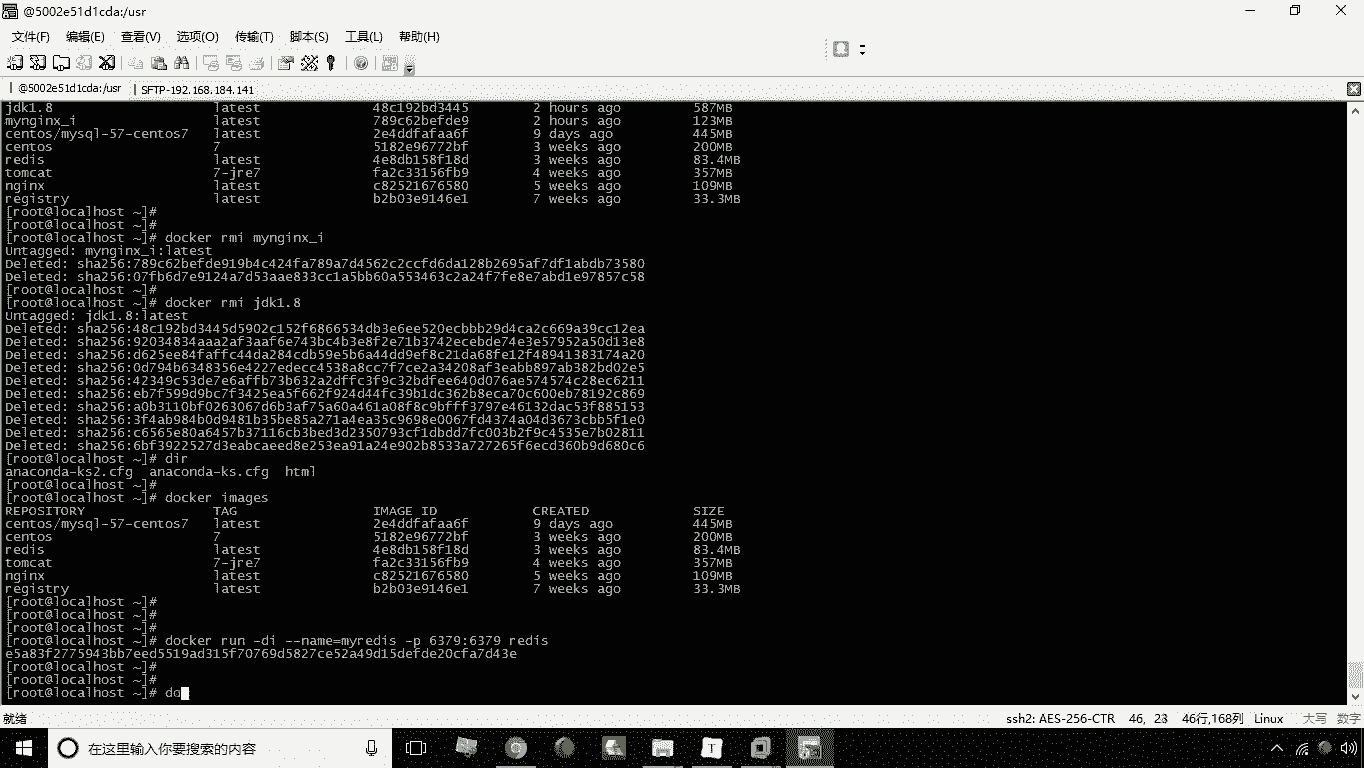 @5002e51d1cda:/usr
文件(F) 编辑(E) 查看(V) 选项(O) 传输(T) 脚本(S) 工具(L) 帮助(H)
@5002e51d1cda:/usr SFTP-192.168.184.141
jdk1.8 latest 48c192bd3445 2 hours ago 587MB
mynginx_i latest 789c62befde9 2 hours ago 123MB
centos/mysql-57-centos7 latest 2e4ddfafaa6f 9 days ago 445MB
centos 7 5182e96772bf 3 weeks ago 200MB
redis latest 4e8db158f18d 3 weeks ago 83.4MB
tomcat 7-jre7 fa2c33156fb9 4 weeks ago 357MB
nginx latest c82521676580 5 weeks ago 109MB
registry latest b2b03e9146e1 7 weeks ago 33.3MB
[root@localhost ~]#
[root@localhost ~]#
[root@localhost ~]# docker rmi mynginx_i
Untagged: mynginx_i:latest
Deleted: sha256:789c62befde919b4c424fa789a7d4562c2ccfd6da128b2695af7df1abdb73580
Deleted: sha256:07fb6d7e9124a7d53aae833cc1a5bb60a553463c2a24f7fe8e7abd1e97857c58
[root@localhost ~]#
[root@localhost ~]# docker rmi jdk1.8
Untagged: jdk1.8:latest
Deleted: sha256:48c192bd3445d5902c152f6866534db3e6ee520ecbbb29d4ca2c669a39cc12ea
Deleted: sha256:92034834aaa2af3aaf6e743bc4b3e8f2e71b3742ecebde74e3e57952a50d13e8
Deleted: sha256:d625ee84faffc44da284cdb59e5b6a44dd9ef8c21da68fe12f48941383174a20
Deleted: sha256:0d794b6348356e4227edecc4538a8cc7f7ce2a34208af3eabb897ab382bd02e5
Deleted: sha256:42349c53de7e6affb73b632a2dffc3f9c32bdfee640d076ae574574c28ec6211
Deleted: sha256:eb7f599d9bc7f3425ea5f662f924d44fc39b1dc362b8eca70c600eb78192c869
Deleted: sha256:a0b3110bf0263067d6b3af75a60a461a08f8c9bfff3797e46132dac53f885153
Deleted: sha256:3f4ab984b0d9481b35be85a271a4ea35c9698e0067fd4374a04d3673cbb5f1e0
Deleted: sha256:c6565e80a6457b37116cb3bed3d2350793cf1dbdd7fc003b2f9c4535e7b02811
Deleted: sha256:6bf3922527d3eabcaeed8e253ea91a24e902b8533a727265f6ecd360b9d680c6
[root@localhost ~]# dir
anaconda-ks2.cfg anaconda-ks.cfg html
[root@localhost ~]#
[root@localhost ~]# docker images
REPOSITORY TAG IMAGE ID CREATED SIZE
centos/mysql-57-centos7 latest 2e4ddfafaa6f 9 days ago 445MB
centos 7 5182e96772bf 3 weeks ago 200MB
redis latest 4e8db158f18d 3 weeks ago 83.4MB
tomcat 7-jre7 fa2c33156fb9 4 weeks ago 357MB
nginx latest c82521676580 5 weeks ago 109MB
registry latest b2b03e9146e1 7 weeks ago 33.3MB
[root@localhost ~]#
[root@localhost ~]#
[root@localhost ~]#
[root@localhost ~]# docker run -di --name=myredis -p 6379:6379 redis
e5a83f2775943bb7eed5519ad315f70769d5827ce52a49d15defde20cfa7d43e
[root@localhost ~]#
[root@localhost ~]#
[root@localhost ~]# do
就绪 ssh2: AES-256-CTR 46, 23 46行,168列 Linux 大写 数字
在这里输入你要搜索的内容